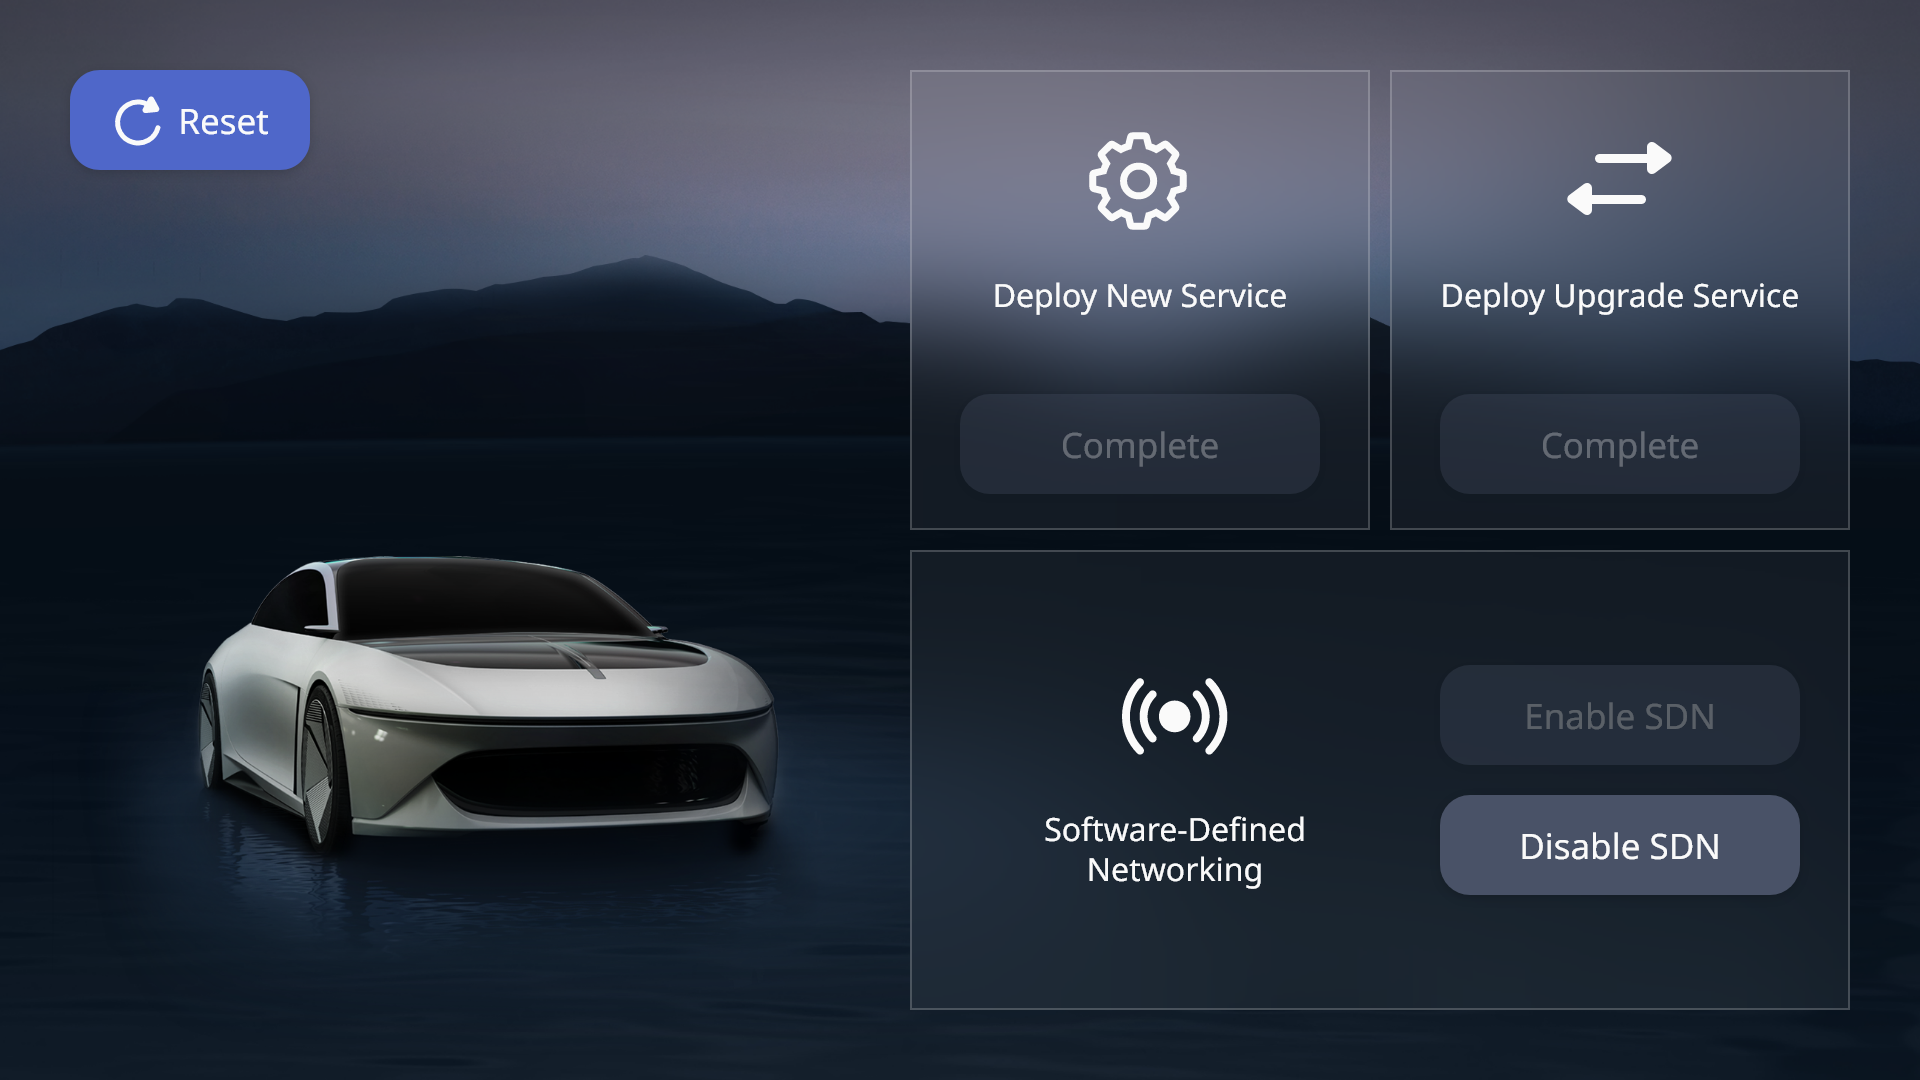 Reset
Deploy New Service
Complete
Deploy Upgrade Service
Complete
Software-Defined
Networking
Enable SDN
Disable SDN